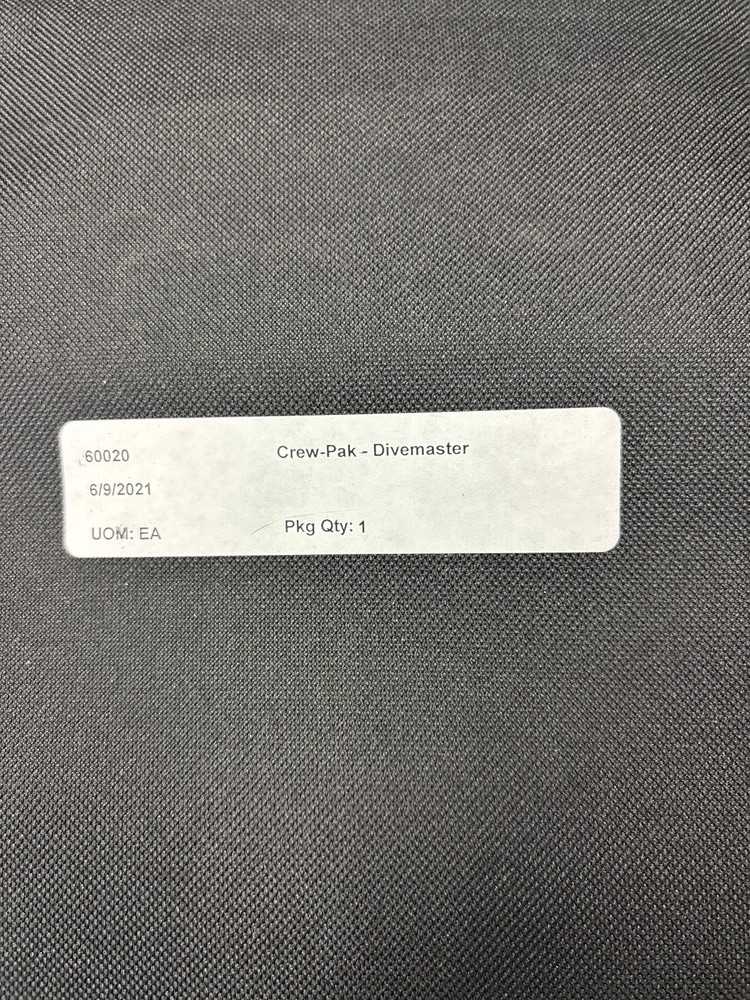 60020 Crew-Pak - Divemaster
6/9/2021
UOM: EA Pkg Qty: 1